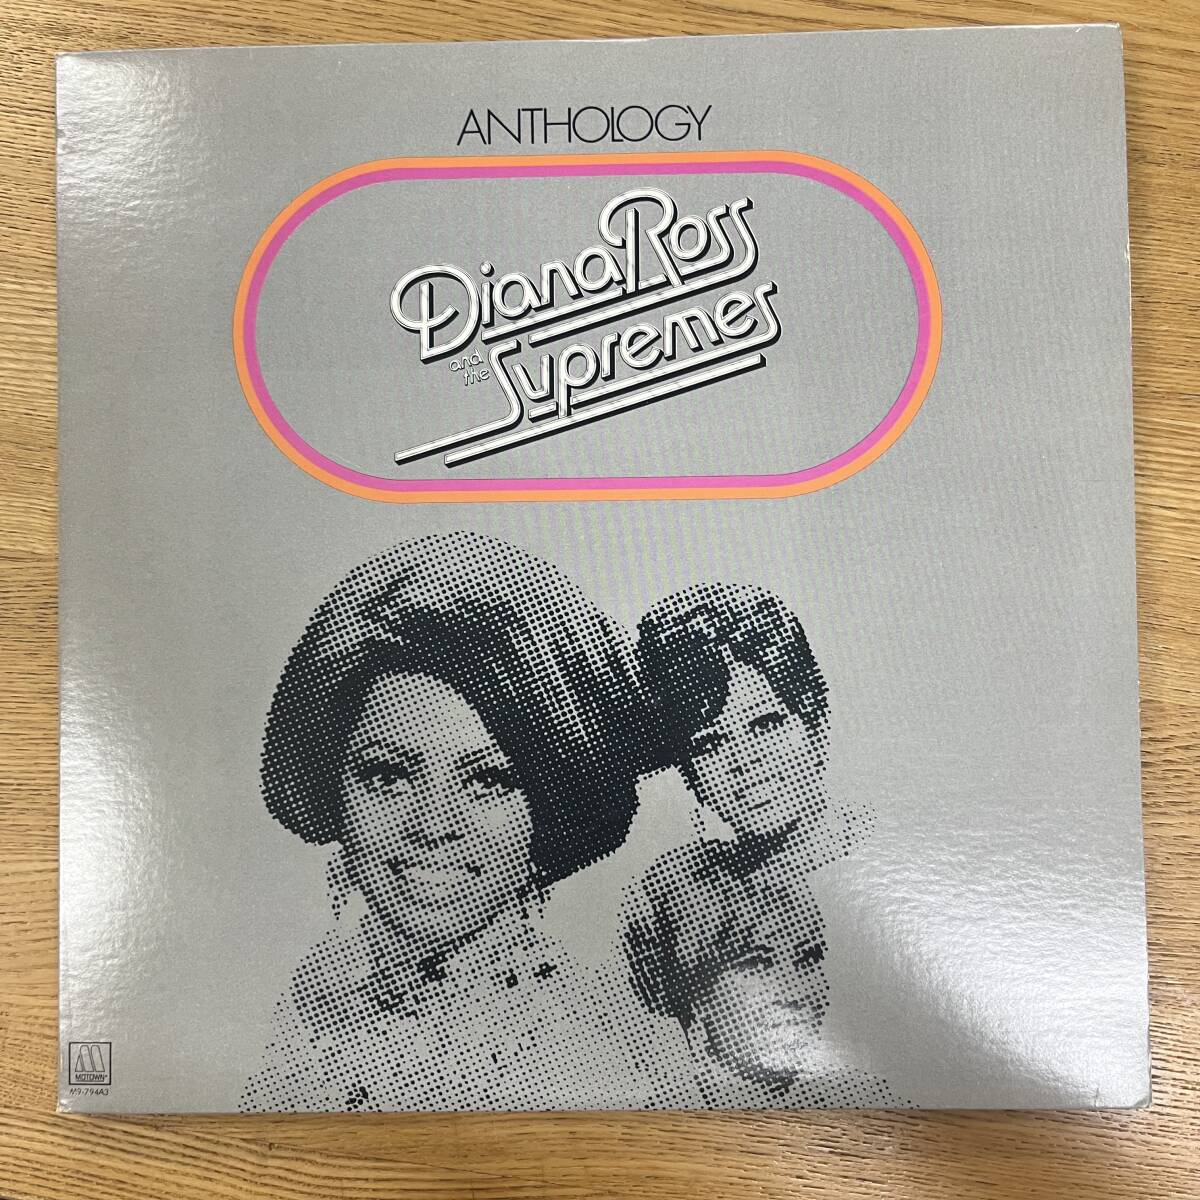 ANTHOLOGY
Diana Ross
and the Supremes
MOTOWN®
M9-794A3